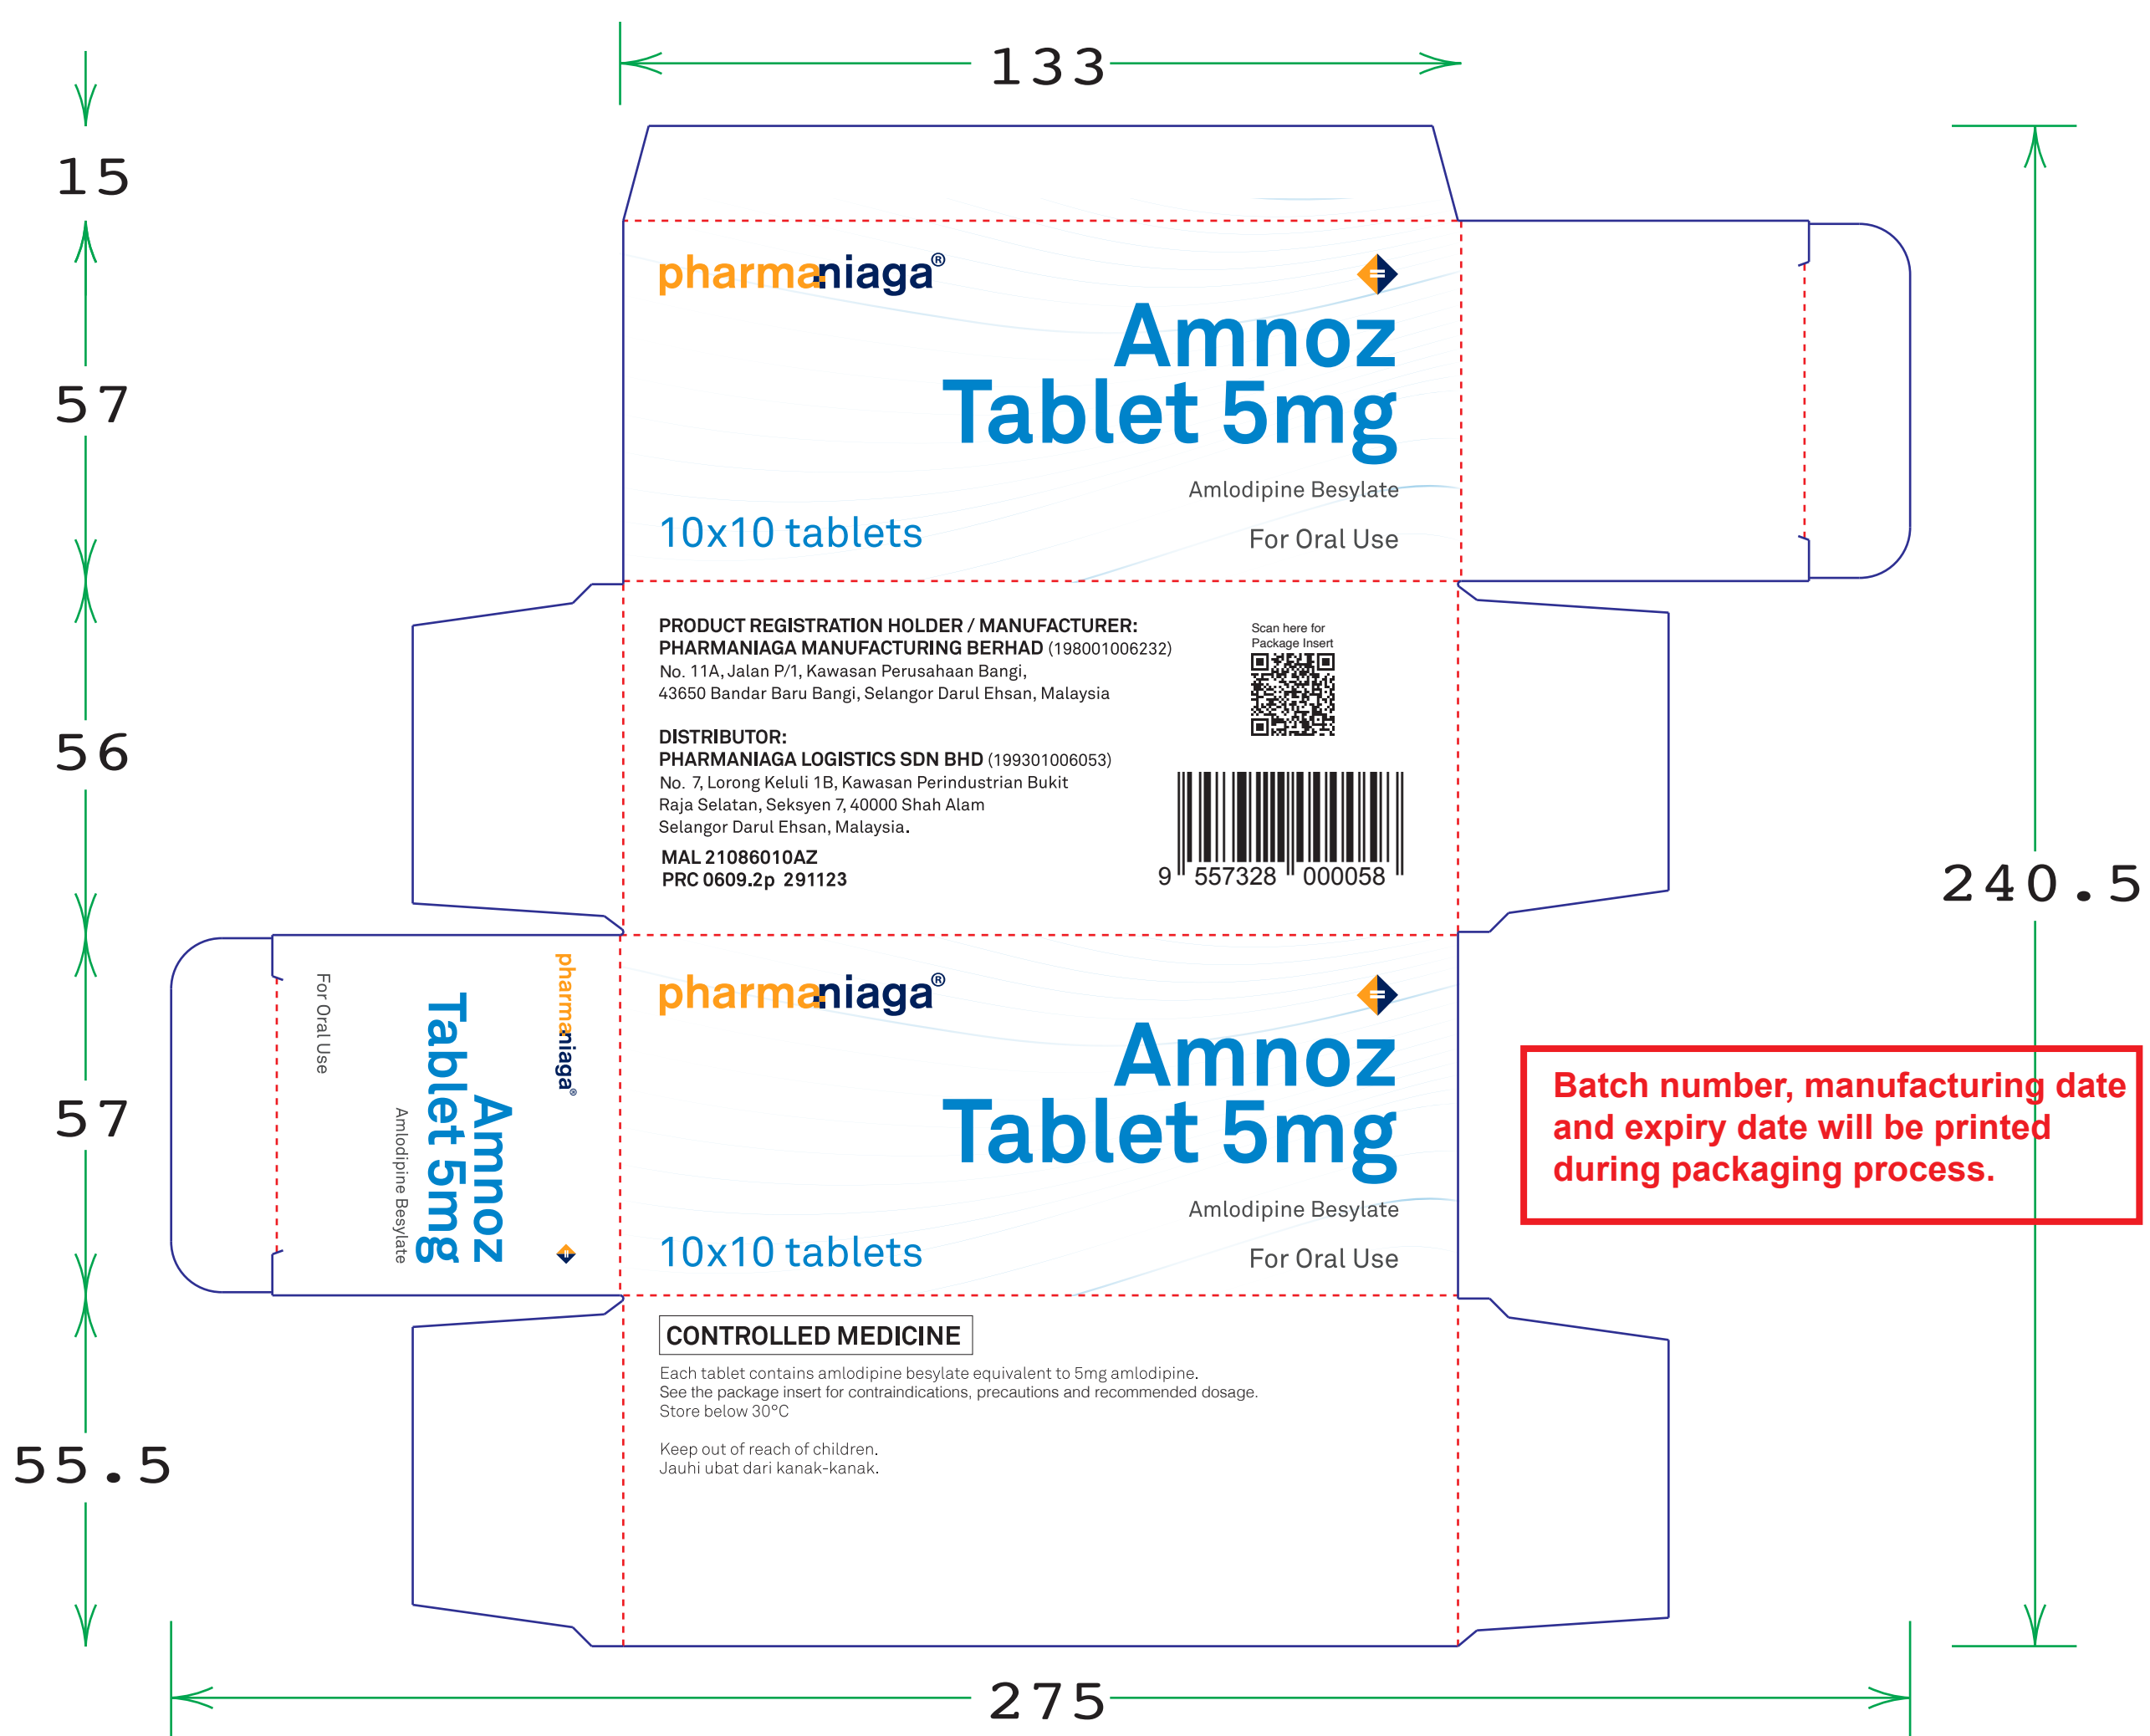 133
15
pharmaniaga®
Amnoz
Tablet 5mg
Amlodipine Besylate
10x10 tablets
For Oral Use
57
PRODUCT REGISTRATION HOLDER / MANUFACTURER:
PHARMANIAGA MANUFACTURING BERHAD (198001006232)
No. 11A, Jalan P/1, Kawasan Perusahaan Bangi,
43650 Bandar Baru Bangi, Selangor Darul Ehsan, Malaysia
Scan here for
Package Insert
DISTRIBUTOR:
PHARMANIAGA LOGISTICS SDN BHD (199301006053)
No. 7, Lorong Keluli 1B, Kawasan Perindustrian Bukit
Raja Selatan, Seksyen 7, 40000 Shah Alam
Selangor Darul Ehsan, Malaysia.
MAL 21086010AZ
PRC 0609.2p 291123
9 557328 000058
56
240.5
pharmaniaga®
Amnoz
Tablet 5mg
Amlodipine Besylate
For Oral Use
pharmaniaga®
Amnoz
Tablet 5mg
Amlodipine Besylate
10x10 tablets
For Oral Use
57
Batch number, manufacturing date
and expiry date will be printed
during packaging process.
CONTROLLED MEDICINE
Each tablet contains amlodipine besylate equivalent to 5mg amlodipine.
See the package insert for contraindications, precautions and recommended dosage.
Store below 30°C
Keep out of reach of children.
Jauhi ubat dari kanak-kanak.
55.5
275